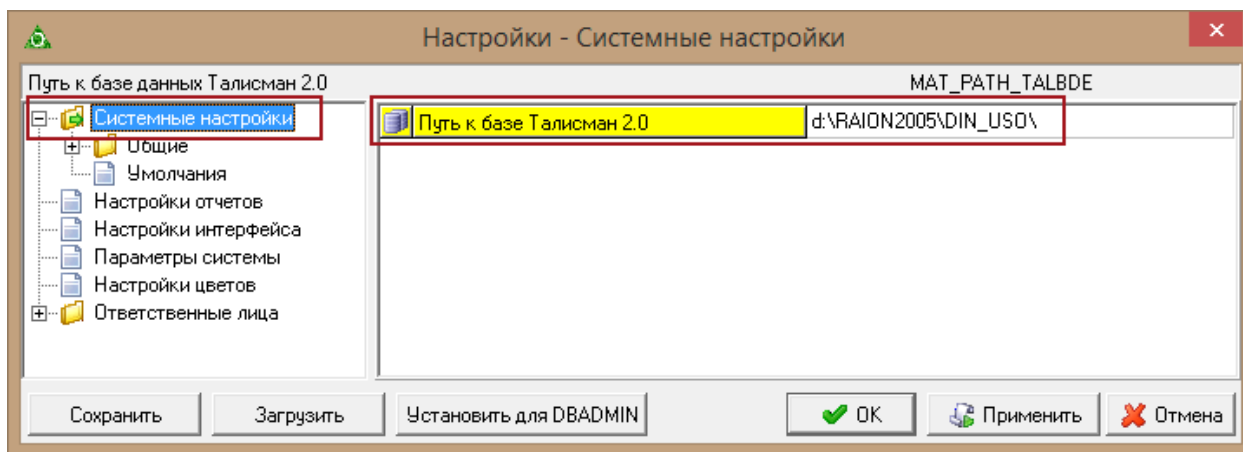 Настройки - Системные настройки
Путь к базе данных Талисман 2.0 MAT_PATH_TALBDE
Системные настройки
Путь к базе Талисман 2.0 d:\RAION2005\DIN_USO\
Общие
Умолчания
Настройки отчетов
Настройки интерфейса
Параметры системы
Настройки цветов
Ответственные лица
Сохранить Загрузить Установить для DBADMIN OK Применить Отмена